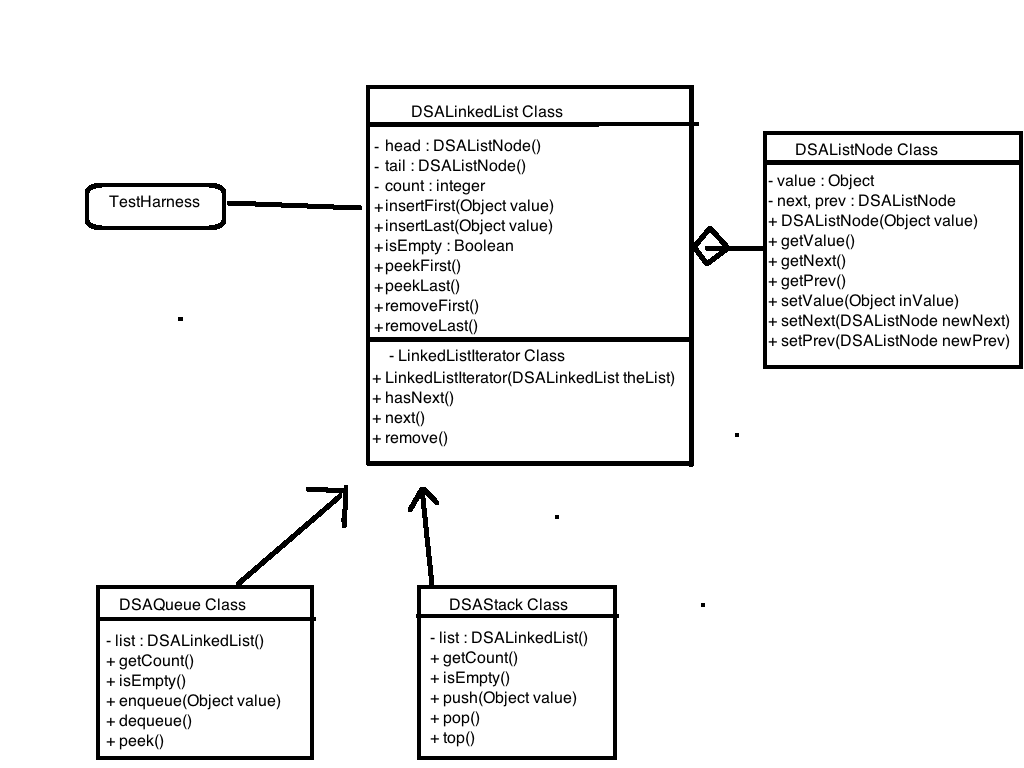 DSALinkedList Class
- head : DSAListNode()
- tail : DSAListNode()
- count : integer
+ insertFirst(Object value)
+ insertLast(Object value)
+ isEmpty : Boolean
+ peekFirst()
+ peekLast()
+ removeFirst()
+ removeLast()
- LinkedListIterator Class
+ LinkedListIterator(DSALinkedList theList)
+ hasNext()
+ next()
+ remove()
TestHarness
DSAListNode Class
- value : Object
- next, prev : DSAListNode
+ DSAListNode(Object value)
+ getValue()
+ getNext()
+ getPrev()
+ setValue(Object inValue)
+ setNext(DSAListNode newNext)
+ setPrev(DSAListNode newPrev)
DSAQueue Class
- list : DSALinkedList()
+ getCount()
+ isEmpty()
+ enqueue(Object value)
+ dequeue()
+ peek()
DSAStack Class
- list : DSALinkedList()
+ getCount()
+ isEmpty()
+ push(Object value)
+ pop()
+ top()